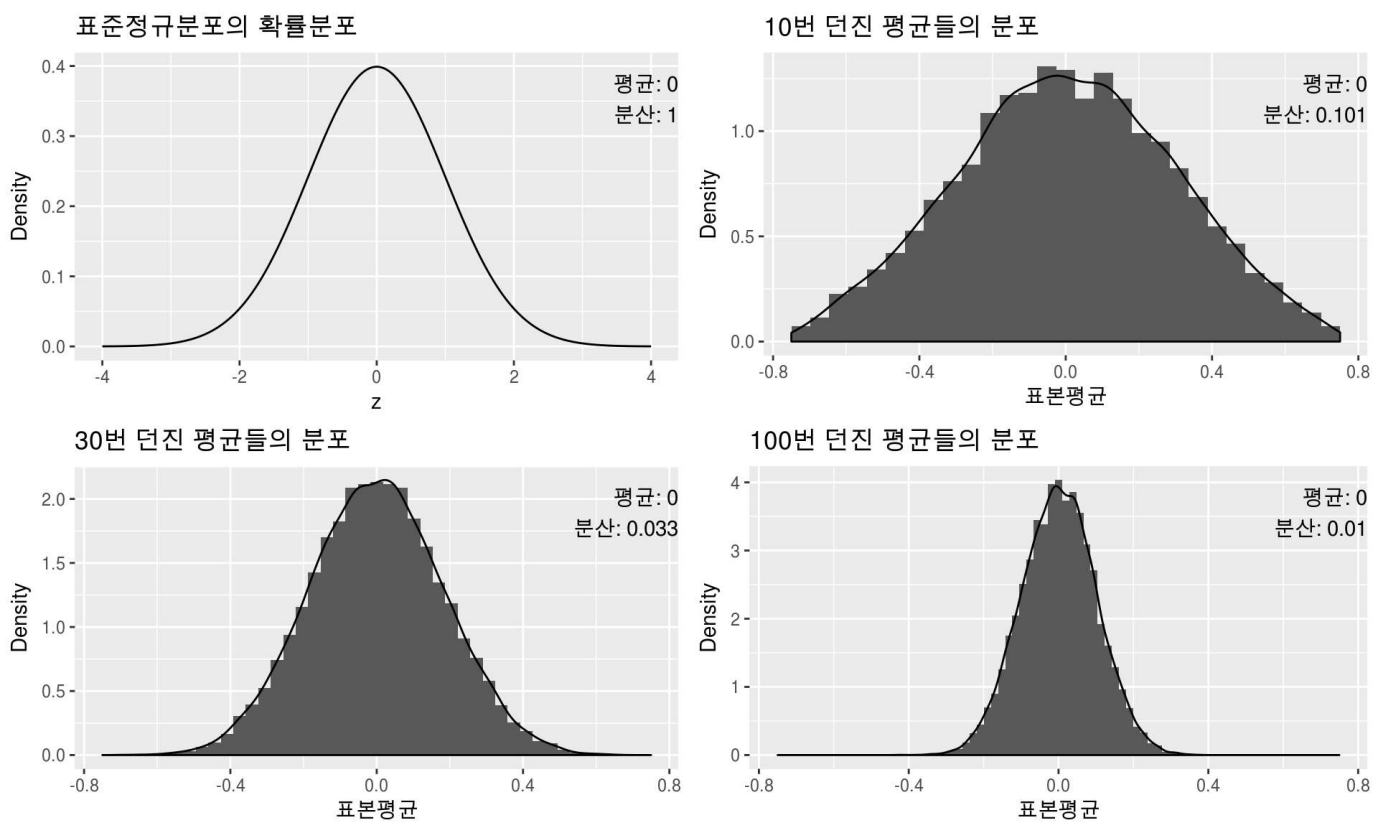 표준정규분포의 확률분포
평균: 0
분산: 1
0.4
0.3
0.2
0.1
0.0
Density
-4 -2 0 2 4
z
10번 던진 평균들의 분포
평균: 0
분산: 0.101
1.0
0.5
0.0
Density
-0.8 -0.4 0.0 0.4 0.8
표본평균
30번 던진 평균들의 분포
평균: 0
분산: 0.033
2.0
1.5
1.0
0.5
0.0
Density
-0.8 -0.4 0.0 0.4 0.8
표본평균
100번 던진 평균들의 분포
평균: 0
분산: 0.01
4
3
2
1
0
Density
-0.8 -0.4 0.0 0.4 0.8
표본평균